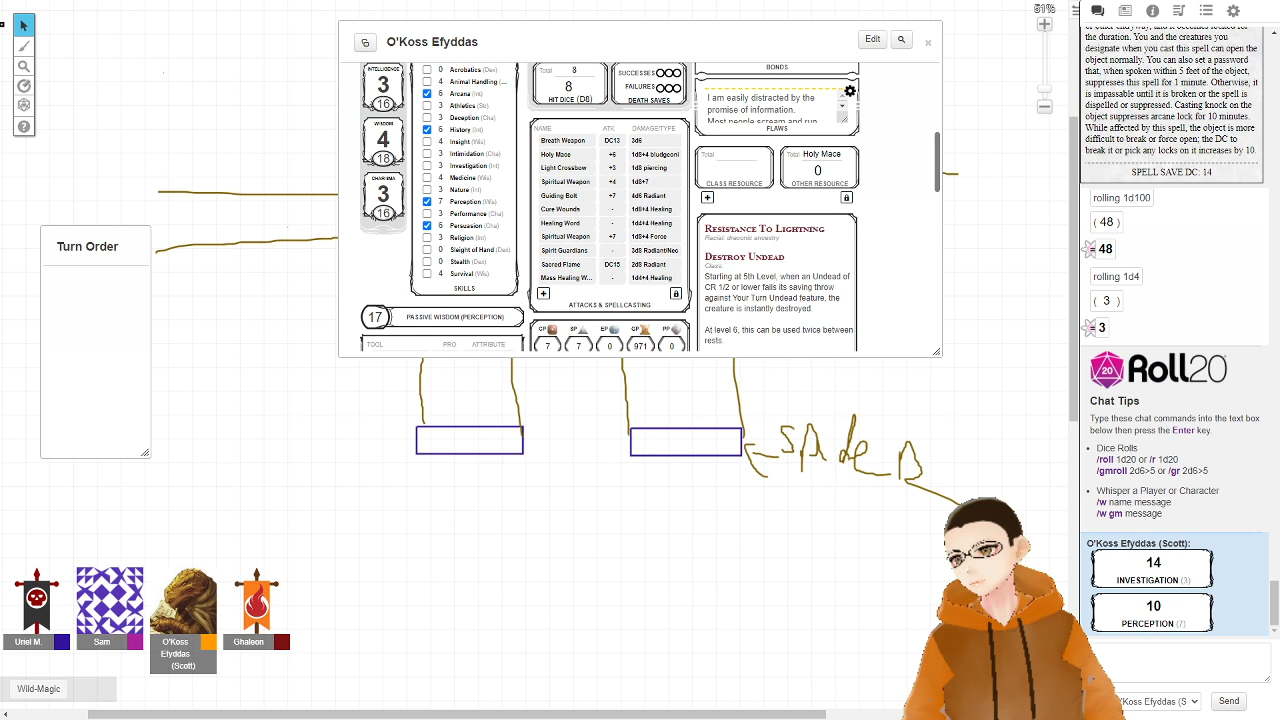 51%
O'Koss Efyddas
Edit
INTELLIGENCE
3
16
WISDOM
4
18
CHARISMA
3
16
0 Acrobatics (Dex)
4 Animal Handling (...
6 Arcana (Int)
3 Athletics (Str)
3 Deception (Cha)
6 History (Int)
4 Insight (Wis)
3 Intimidation (Cha)
3 Investigation (Int)
4 Medicine (Wis)
3 Nature (Int)
7 Perception (Wis)
3 Performance (Cha)
6 Persuasion (Cha)
3 Religion (Int)
0 Sleight of Hand (Dex)
0 Stealth (Dex)
4 Survival (Wis)
SKILLS
17 PASSIVE WISDOM (PERCEPTION)
TOOL PRO ATTRIBUTE
Total 8
8
HIT DICE (D8)
SUCCESSES
FAILURES
DEATH SAVES
NAME ATK DAMAGE/TYPE
Breath Weapon DC13 3d6
Holy Mace +6 1d8+4 bludgeoni
Light Crossbow +3 1d8 piercing
Spiritual Weapon +4 1d8+7
Guiding Bolt +7 4d6 Radiant
Cure Wounds - 1d8+4 Healing
Healing Word - 1d4+4 Healing
Spiritual Weapon +7 1d8+4 Force
Spirit Guardians - 3d8 Radiant/Nec
Sacred Flame DC15 2d8 Radiant
Mass Healing W... - 1d4+4 Healing
ATTACKS & SPELLCASTING
CP SP EP GP PP
7 7 0 971 0
BONDS
I am easily distracted by the
promise of information.
Most people scream and run
FLAWS
Total
CLASS RESOURCE
Total Holy Mace
0
OTHER RESOURCE
RESISTANCE TO LIGHTNING
Racial: draconic ancestry
DESTROY UNDEAD
Class:
Starting at 5th Level, when an Undead of
CR 1/2 or lower fails its saving throw
against Your Turn Undead feature, the
creature is instantly destroyed.
At level 6, this can be used twice between
rests.
Turn Order
Uriel M.
Sam
O'Koss
Efyddas
(Scott)
Ghaleon
Wild-Magic
the duration. You and the creatures you
designate when you cast this spell can open the
object normally. You can also set a password
that, when spoken within 5 feet of the object,
suppresses this spell for 1 minute. Otherwise, it
is impassable until it is broken or the spell is
dispelled or suppressed. Casting knock on the
object suppresses arcane lock for 10 minutes.
While affected by this spell, the object is more
difficult to break or force open; the DC to
break it or pick any locks on it increases by 10.
SPELL SAVE DC: 14
rolling 1d100
( 48 )
= 48
rolling 1d4
( 3 )
= 3
20
Roll20
Chat Tips
Type these chat commands into the text box
below then press the Enter key.
• Dice Rolls
/roll 1d20 or /r 1d20
/gmroll 2d6>5 or /gr 2d6>5
• Whisper a Player or Character
/w name message
/w gm message
O'Koss Efyddas (Scott):
14
INVESTIGATION (3)
10
PERCEPTION (7)
O'Koss Efyddas (S
Send